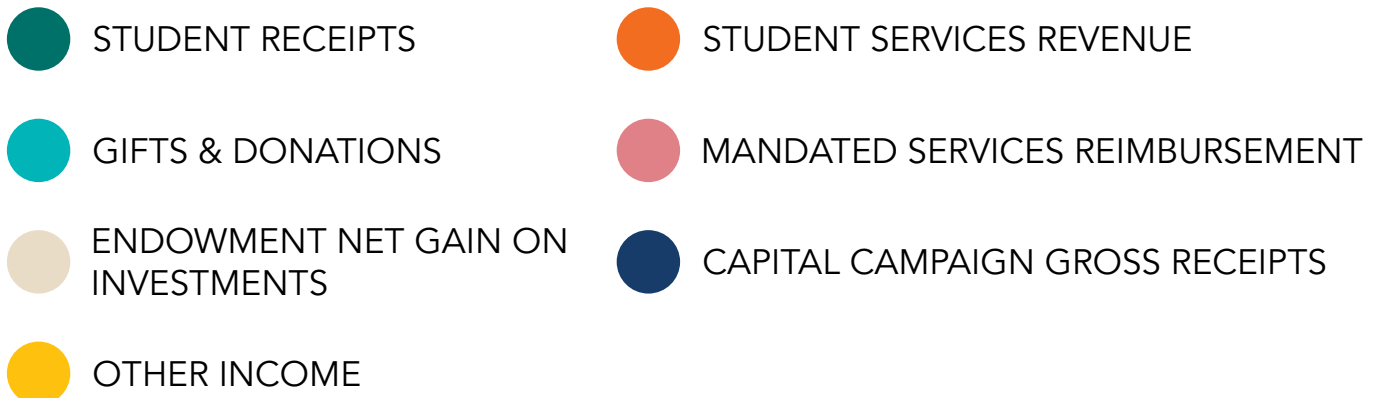 STUDENT RECEIPTS
GIFTS & DONATIONS
ENDOWMENT NET GAIN ON
INVESTMENTS
OTHER INCOME
STUDENT SERVICES REVENUE
MANDATED SERVICES REIMBURSEMENT
CAPITAL CAMPAIGN GROSS RECEIPTS